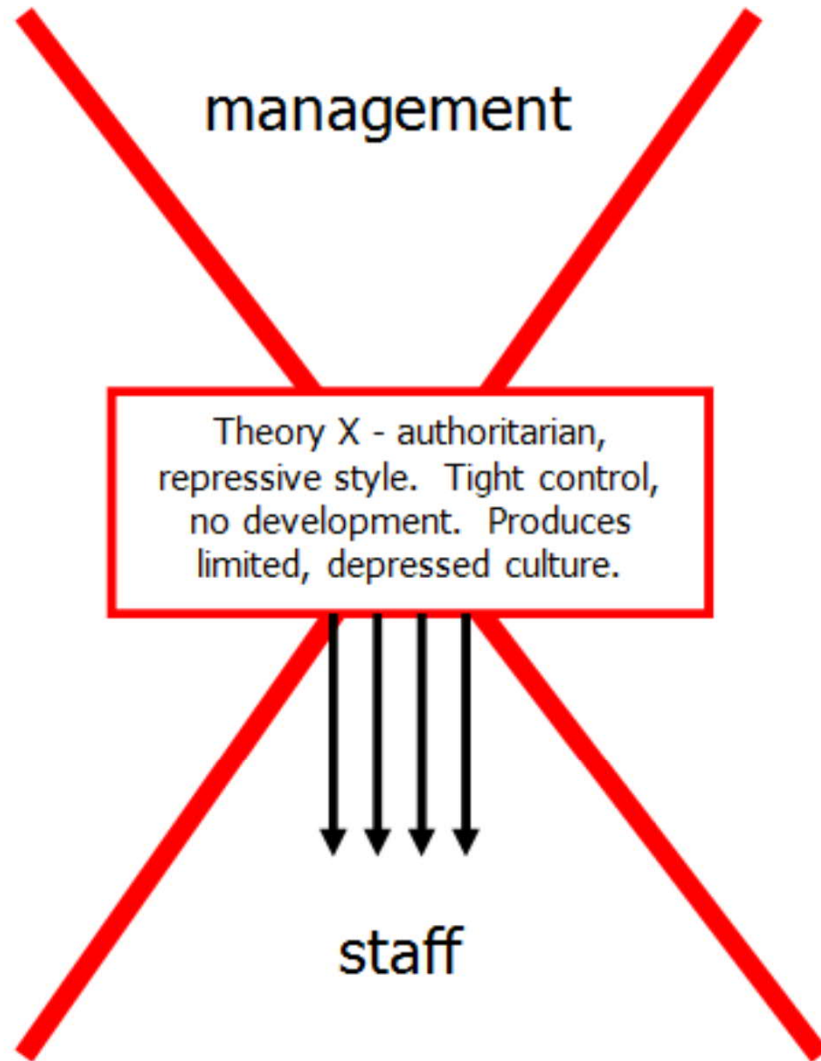 management
Theory X - authoritarian,
repressive style.  Tight control,
no development.  Produces
limited, depressed culture.
staff